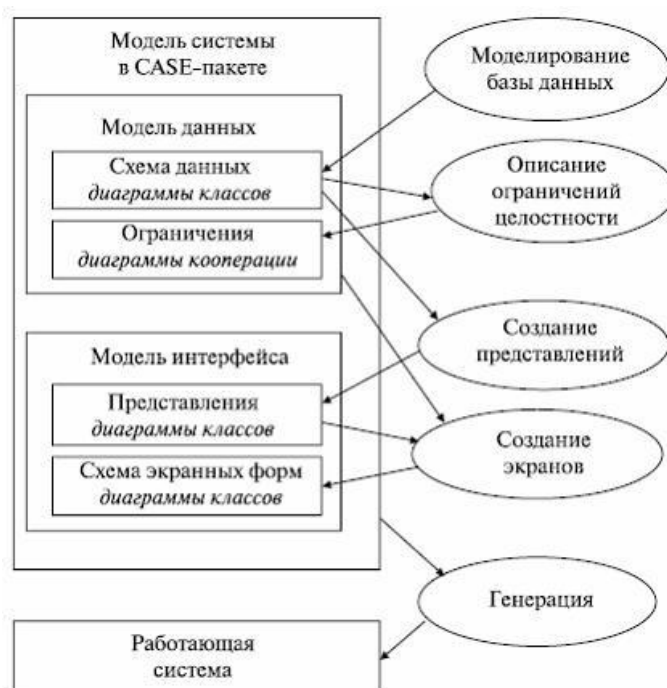 Модель системы
в CASE-пакете
Модель данных
Схема данных
диаграммы классов
Ограничения
диаграммы кооперации
Модель интерфейса
Представления
диаграммы классов
Схема экранных форм
диаграммы классов
Работающая
система
Моделирование
базы данных
Описание
ограничений
целостности
Создание
представлений
Создание
экранов
Генерация